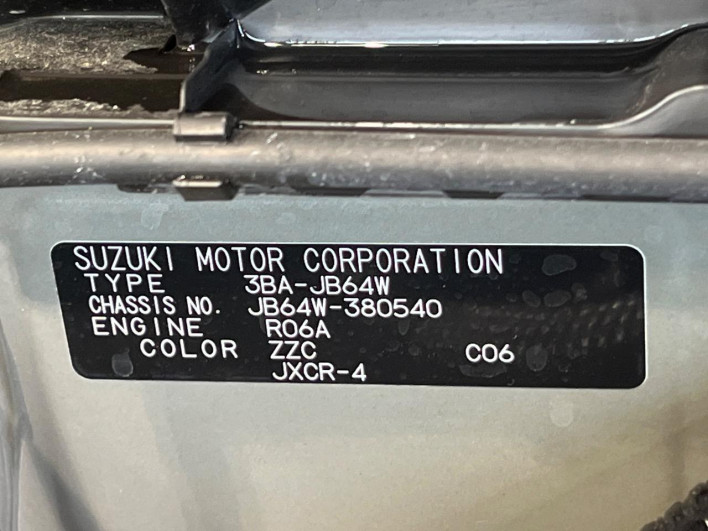 SUZUKI MOTOR CORPORATION
TYPE 3BA-JB64W
CHASSIS NO. JB64W-380540
ENGINE R06A
COLOR ZZC C06
JXCR-4